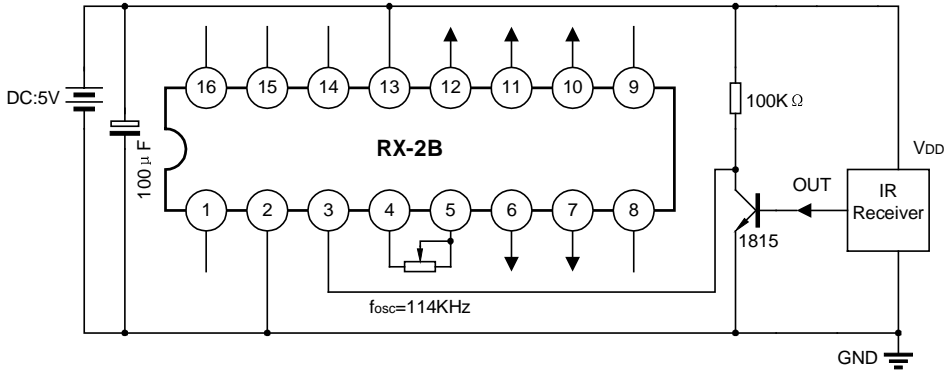 16 15 14 13 12 11 10 9
DC:5V
100KΩ
100μF
RX-2B
VDD
OUT
IR
Receiver
1 2 3 4 5 6 7 8
1815
fosc=114KHz
GND